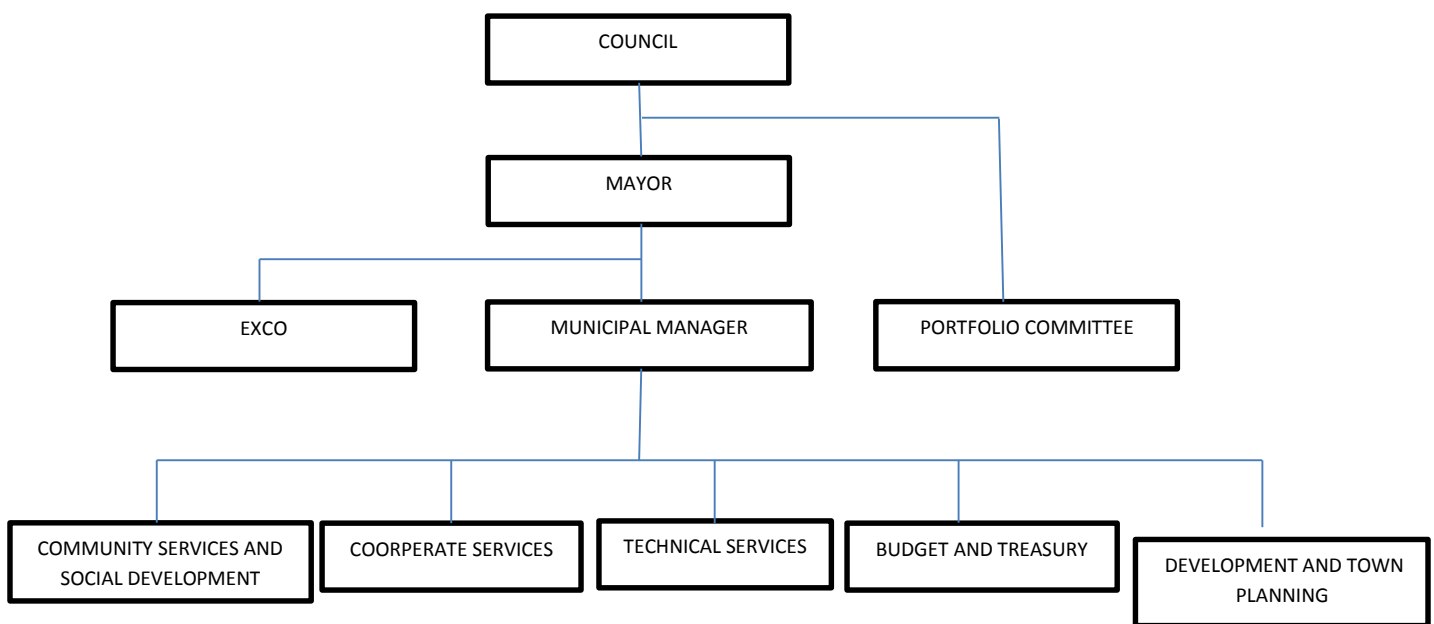 COUNCIL
MAYOR
EXCO
MUNICIPAL MANAGER
PORTFOLIO COMMITTEE
COMMUNITY SERVICES AND
SOCIAL DEVELOPMENT
COORPERATE SERVICES
TECHNICAL SERVICES
BUDGET AND TREASURY
DEVELOPMENT AND TOWN
PLANNING